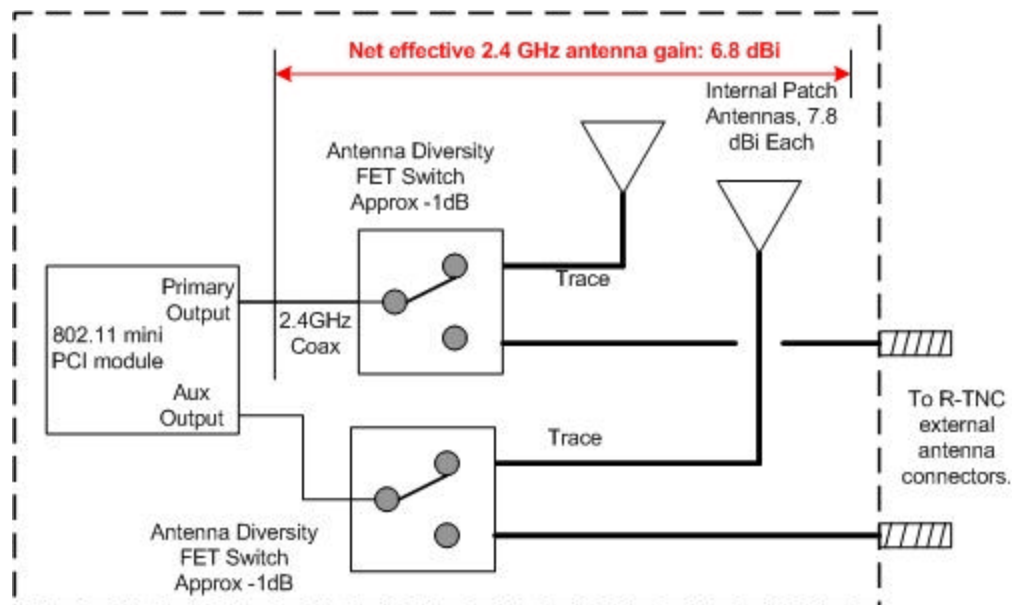 Net effective 2.4 GHz antenna gain: 6.8 dBi
Internal Patch
Antennas, 7.8
dBi Each
Antenna Diversity
FET Switch
Approx -1dB
Trace
Primary
Output
2.4GHz
Coax
802.11 mini
PCI module
Aux
Output
To R-TNC
external
antenna
connectors.
Trace
Antenna Diversity
FET Switch
Approx -1dB